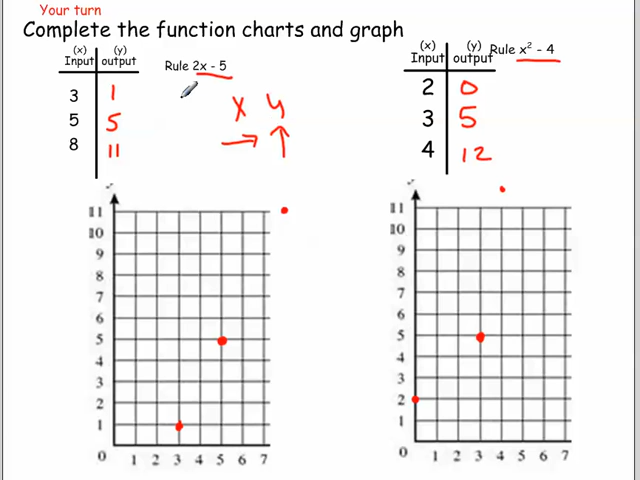 Your turn
Complete the function charts and graph
(x) (y)
Input output
Rule 2x - 5
3 1
5 5
8 11
x y
(x) (y)
Input output
Rule x² - 4
2 0
3 5
4 12
11
10
9
8
7
6
5
4
3
2
1
0 1 2 3 4 5 6 7
11
10
9
8
7
6
5
4
3
2
1
0 1 2 3 4 5 6 7